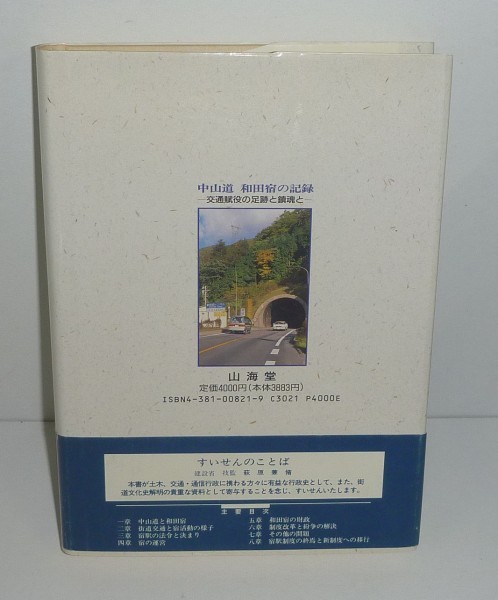 中山道 和田宿の記録
―交通賦役の足跡と鎮魂と―
山海堂
定価4000円(本体3883円)
ISBN4-381-00821-9 C3021 P4000E
すいせんのことば
建設省 技監
本書が土木、交通・通信行政に携わる方々に有益な行政史として、また、街
道文化史解明の貴重な資料として寄与することを念じ、すいせんいたします。
主要目次
一章 中山道と和田宿
二章 街道交通と宿活動の様子
三章 宿駅の法令と決まり
四章 宿の運営
五章 和田宿の財政
六章 制度改革と紛争の解決
七章 その他の問題
八章 宿駅制度の終焉と新制度への移行